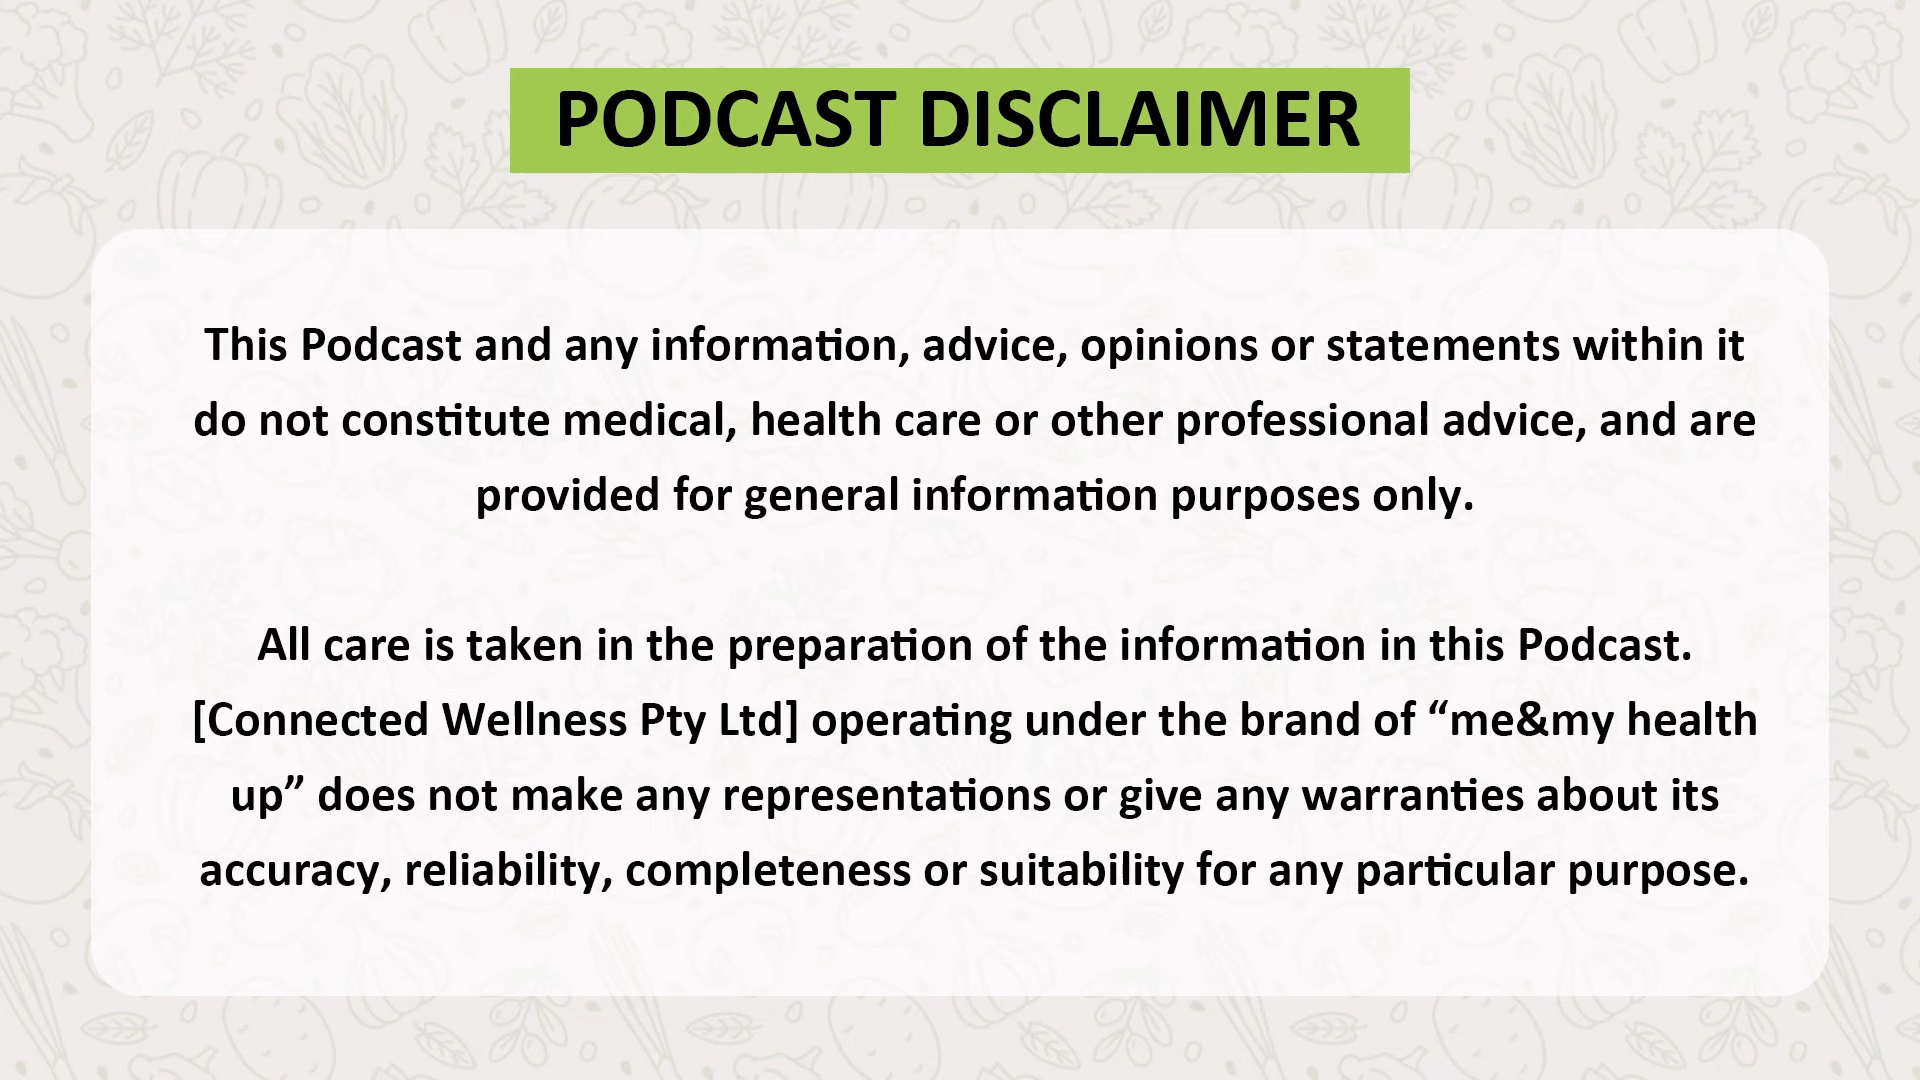 PODCAST DISCLAIMER
This Podcast and any information, advice, opinions or statements within it
do not constitute medical, health care or other professional advice, and are
provided for general information purposes only.
All care is taken in the preparation of the information in this Podcast.
[Connected Wellness Pty Ltd] operating under the brand of “me&my health
up” does not make any representations or give any warranties about its
accuracy, reliability, completeness or suitability for any particular purpose.